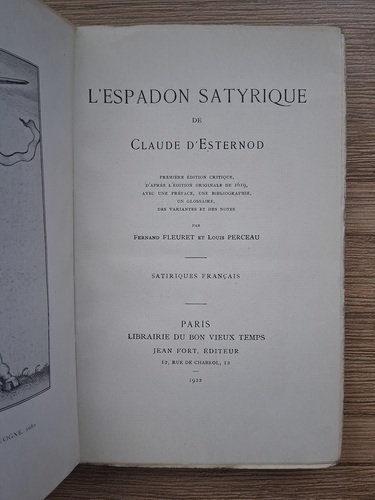 L'ESPADON SATYRIQUE
DE
CLAUDE D'ESTERNOD
PREMIÈRE ÉDITION CRITIQUE,
D'APRÈS L'ÉDITION ORIGINALE DE 1619,
AVEC UNE PRÉFACE, UNE BIBLIOGRAPHIE,
UN GLOSSAIRE,
DES VARIANTES ET DES NOTES
PAR
FERNAND FLEURET ET LOUIS PERCEAU
SATIRIQUES FRANÇAIS
PARIS
LIBRAIRIE DU BON VIEUX TEMPS
JEAN FORT, ÉDITEUR
12, RUE DE CHABROL, 12
1922